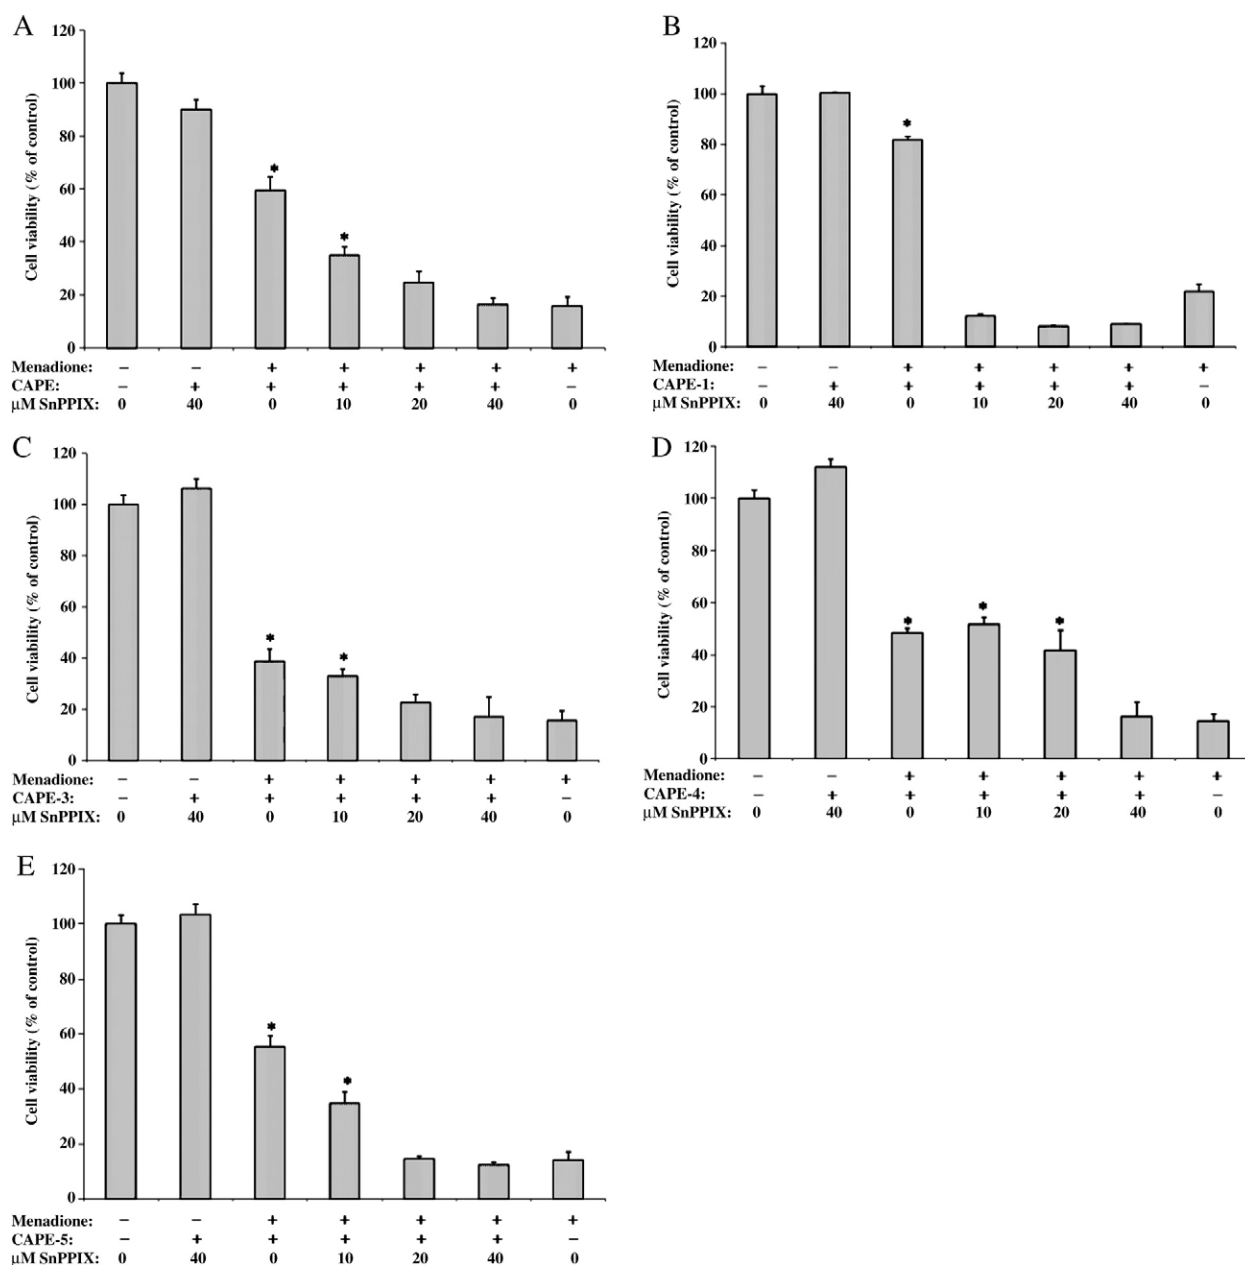 A
120
100
80
60
40
20
0
Cell viability (% of control)
* *
Menadione: – – + + + + +
CAPE: – + + + + + –
μM SnPPIX: 0 40 0 10 20 40 0
B
120
100
80
60
40
20
0
Cell viability (% of control)
*
Menadione: – – + + + + +
CAPE-1: – + + + + + –
μM SnPPIX: 0 40 0 10 20 40 0
C
120
100
80
60
40
20
0
Cell viability (% of control)
* *
Menadione: – – + + + + +
CAPE-3: – + + + + + –
μM SnPPIX: 0 40 0 10 20 40 0
D
120
100
80
60
40
20
0
Cell viability (% of control)
* * *
Menadione: – – + + + + +
CAPE-4: – + + + + + –
μM SnPPIX: 0 40 0 10 20 40 0
E
120
100
80
60
40
20
0
Cell viability (% of control)
* *
Menadione: – – + + + + +
CAPE-5: – + + + + + –
μM SnPPIX: 0 40 0 10 20 40 0